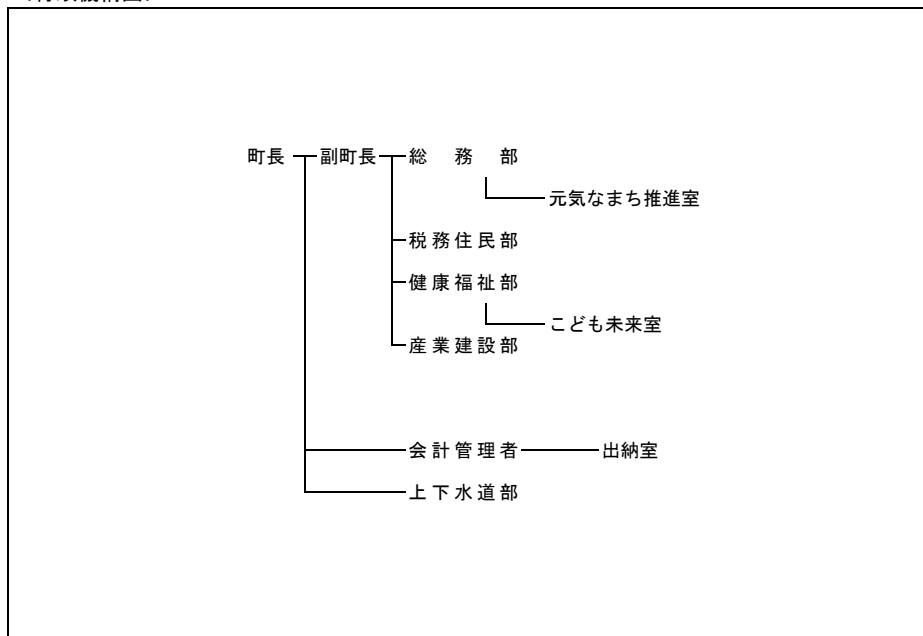 町長 副町長 総務部
元気なまち推進室
税務住民部
健康福祉部
こども未来室
産業建設部
会計管理者 出納室
上下水道部